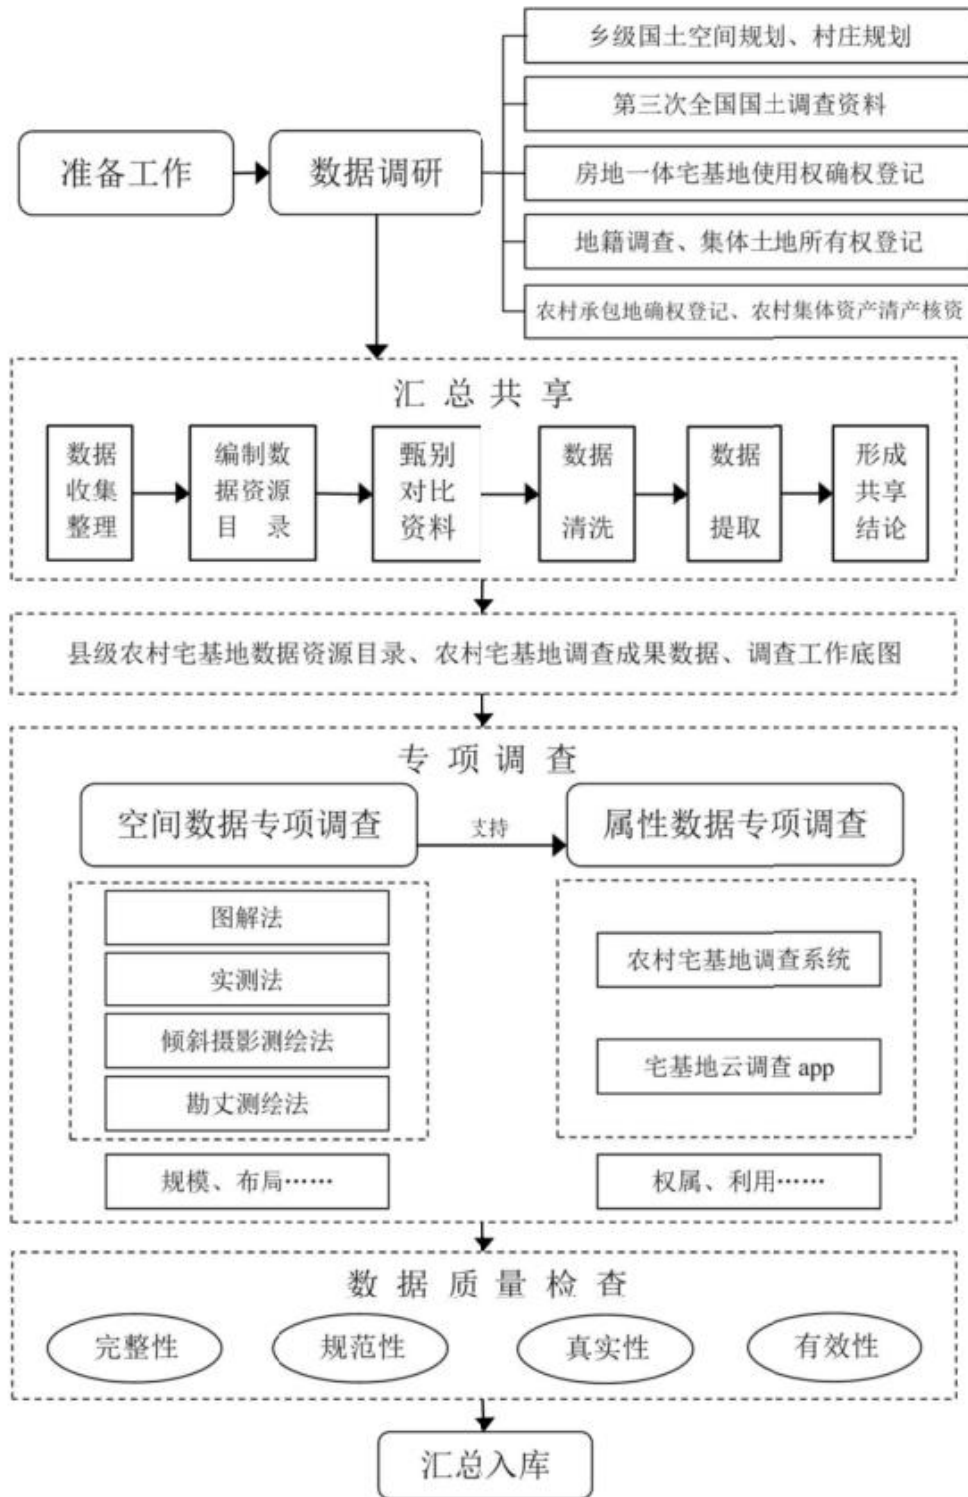 乡级国土空间规划、村庄规划
第三次全国国土调查资料
准备工作
数据调研
房地一体宅基地使用权确权登记
地籍调查、集体土地所有权登记
农村承包地确权登记、农村集体资产清产核资
汇总共享
数据
收集
整理
编制数
据资源
目 录
甄别
对比
资料
数据
清洗
数据
提取
形成
共享
结论
县级农村宅基地数据资源目录、农村宅基地调查成果数据、调查工作底图
专项调查
空间数据专项调查
支持
属性数据专项调查
图解法
实测法
倾斜摄影测绘法
勘丈测绘法
规模、布局……
农村宅基地调查系统
宅基地云调查 app
权属、利用……
数据质量检查
完整性
规范性
真实性
有效性
汇总入库